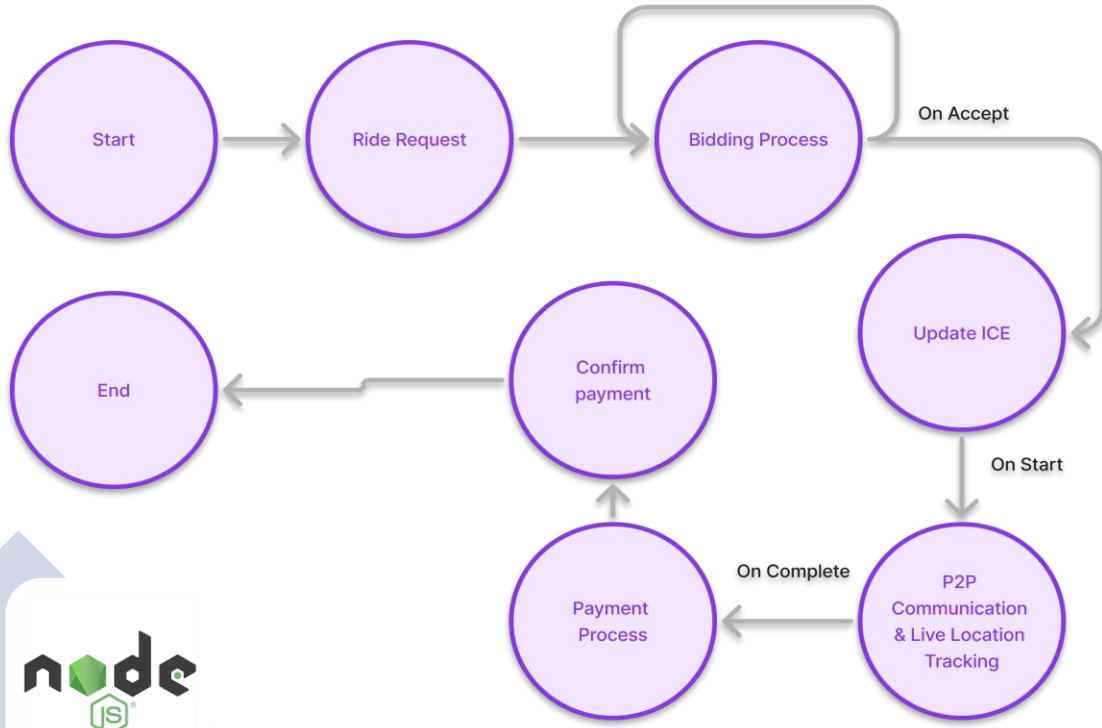 Start
Ride Request
Bidding Process
On Accept
Update ICE
On Start
P2P
Communication
& Live Location
Tracking
On Complete
Payment
Process
Confirm
payment
End
node
JS
®